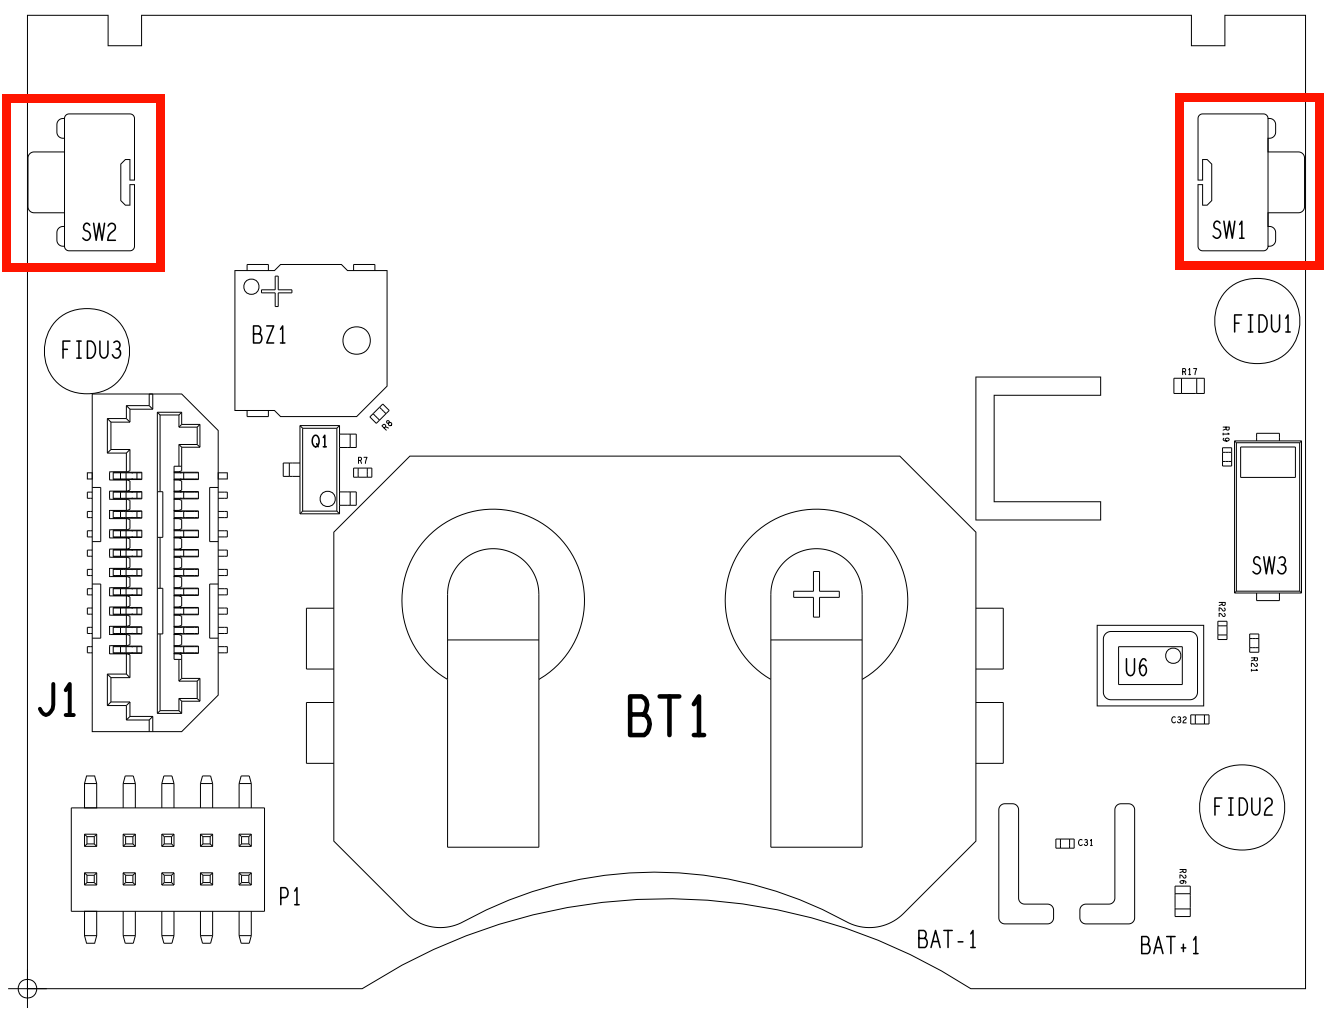 SW2
SW1
BZ1
FIDU3
FIDU1
R17
R8
Q1
R7
R19
SW3
R22
R21
U6
J1
BT1
C32
FIDU2
C31
R26
P1
BAT-1
BAT+1